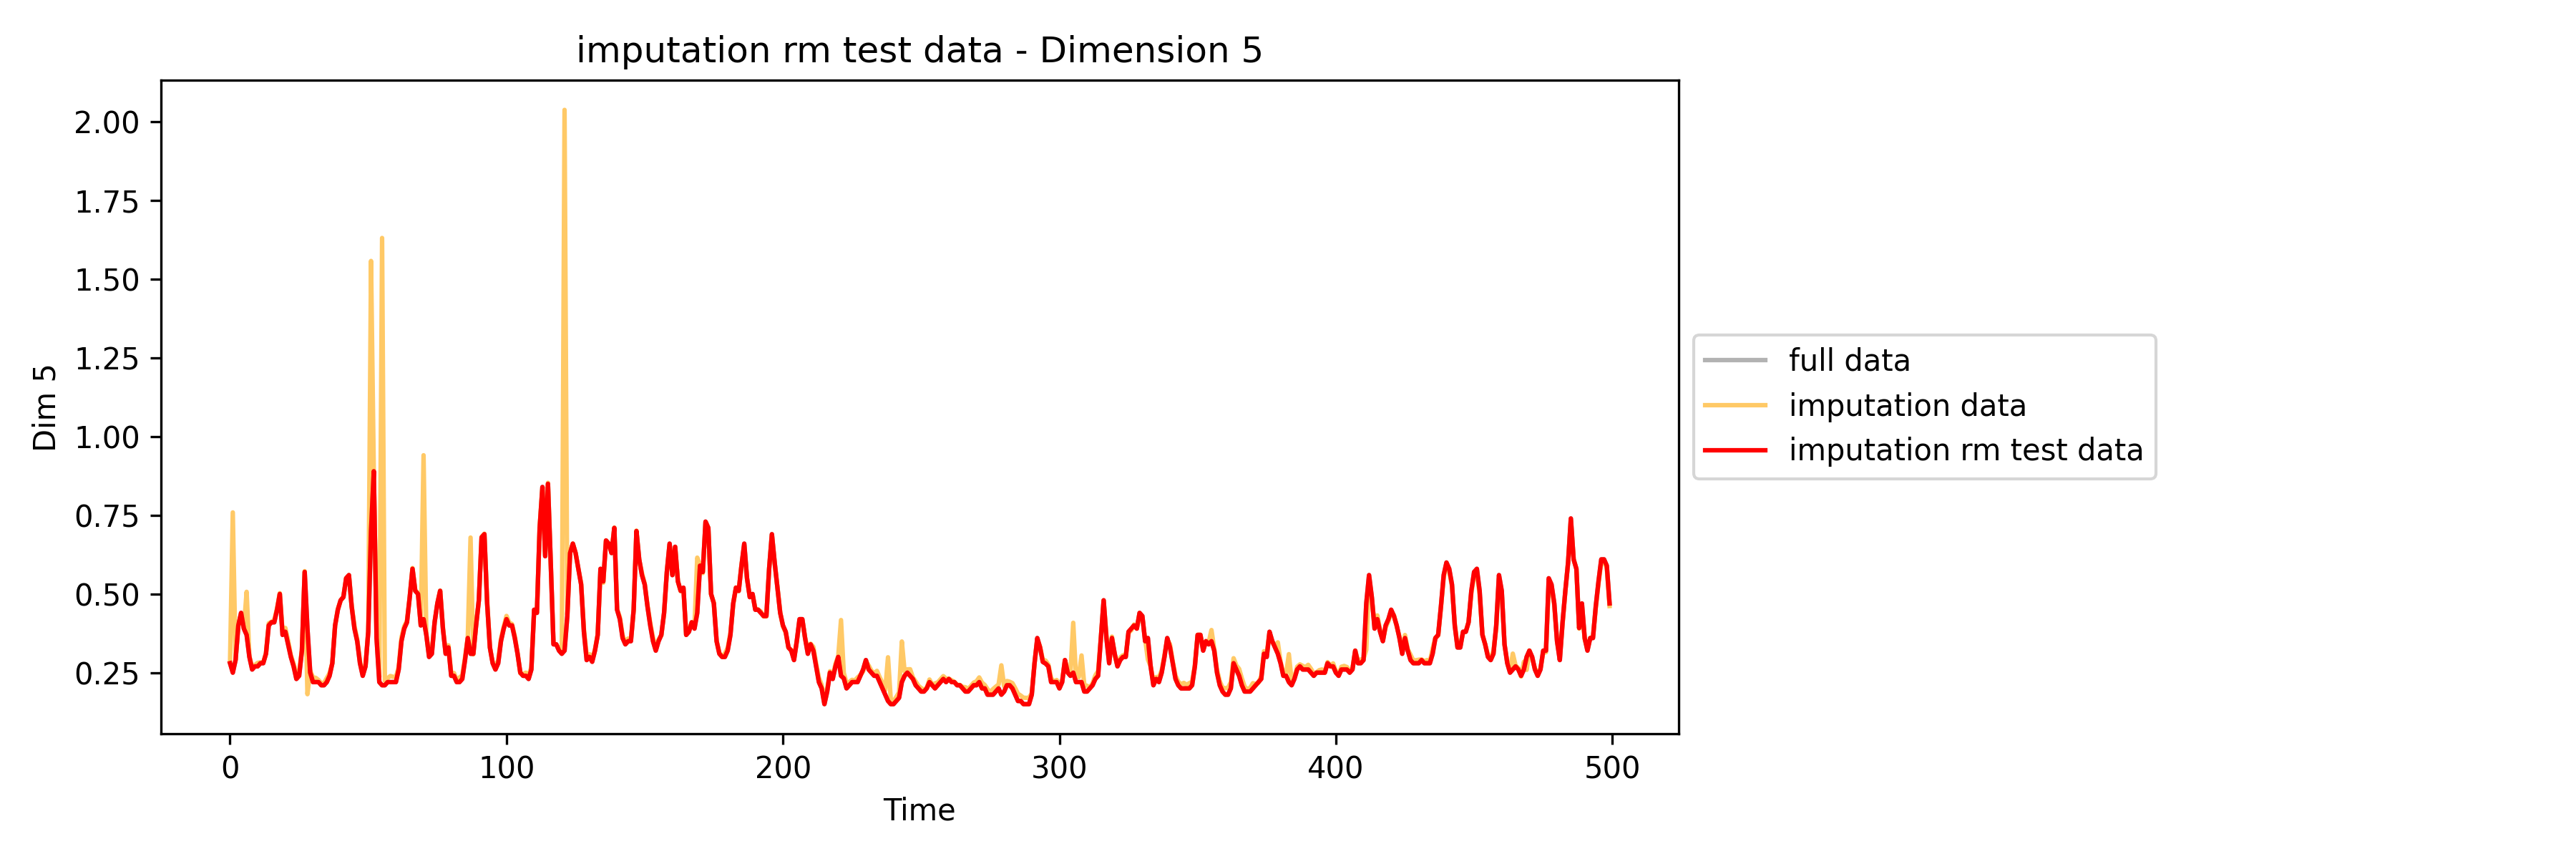 imputation rm test data - Dimension 5
2.00
1.75
1.50
1.25
1.00
0.75
0.50
0.25
Dim 5
0 100 200 300 400 500
Time
full data
imputation data
imputation rm test data